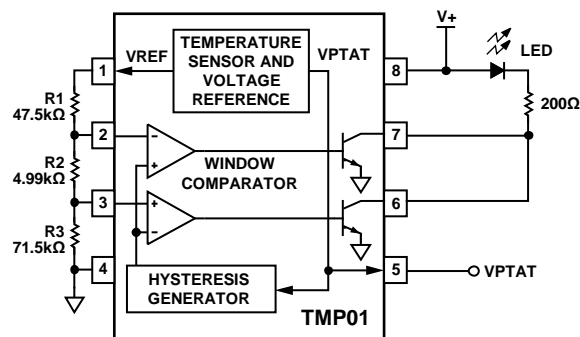 V+
LED
200Ω
TEMPERATURE
SENSOR AND
VOLTAGE
REFERENCE
VREF
VPTAT
1
8
R1
47.5kΩ
2
7
R2
4.99kΩ
WINDOW
COMPARATOR
3
6
R3
71.5kΩ
4
5
VPTAT
HYSTERESIS
GENERATOR
TMP01
−
+
+
−